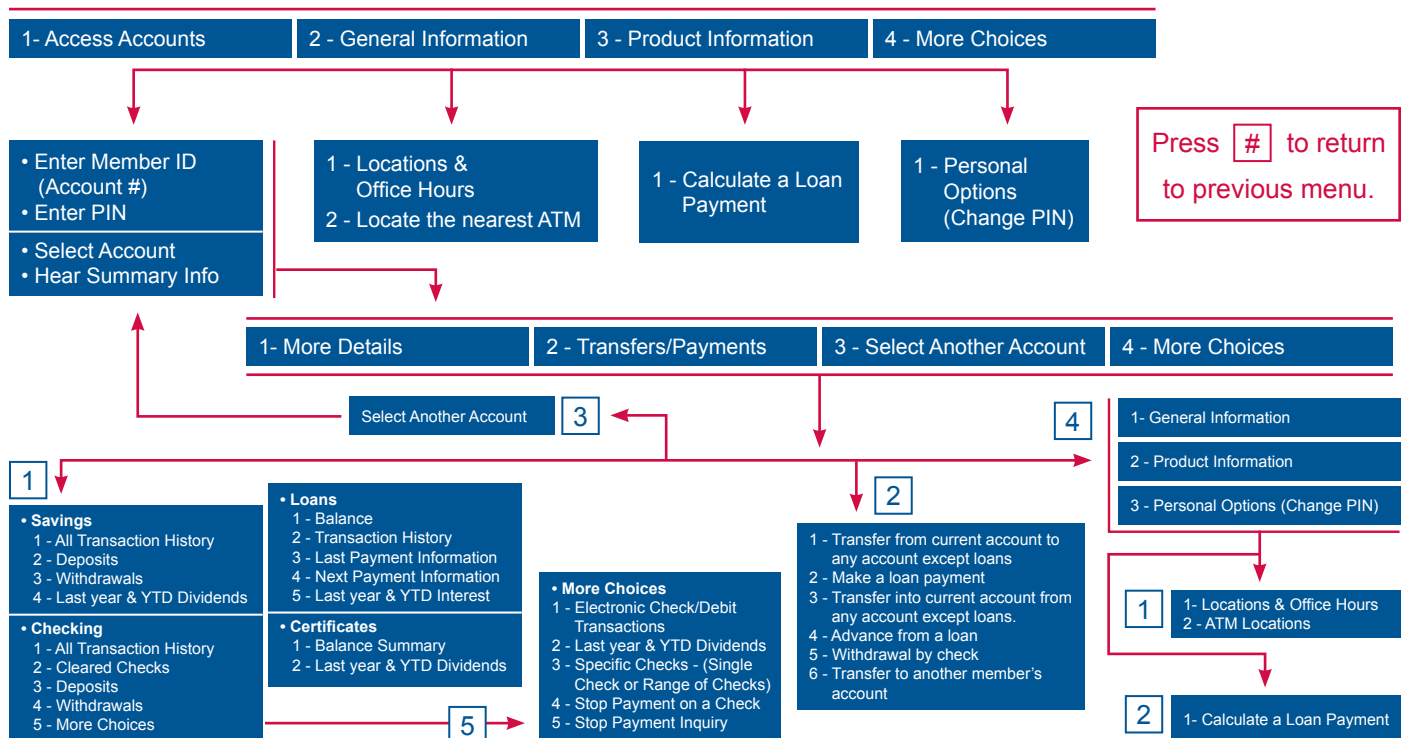 1- Access Accounts
2 - General Information
3 - Product Information
4 - More Choices
• Enter Member ID
(Account #)
• Enter PIN
• Select Account
• Hear Summary Info
1 - Locations &
Office Hours
2 - Locate the nearest ATM
1 - Calculate a Loan
Payment
1 - Personal
Options
(Change PIN)
Press # to return
to previous menu.
1- More Details
2 - Transfers/Payments
3 - Select Another Account
4 - More Choices
Select Another Account
3
4
1- General Information
2 - Product Information
3 - Personal Options (Change PIN)
1
• Savings
1 - All Transaction History
2 - Deposits
3 - Withdrawals
4 - Last year & YTD Dividends
• Checking
1 - All Transaction History
2 - Cleared Checks
3 - Deposits
4 - Withdrawals
5 - More Choices
• Loans
1 - Balance
2 - Transaction History
3 - Last Payment Information
4 - Next Payment Information
5 - Last year & YTD Interest
• Certificates
1 - Balance Summary
2 - Last year & YTD Dividends
5
• More Choices
1 - Electronic Check/Debit
Transactions
2 - Last year & YTD Dividends
3 - Specific Checks - (Single
Check or Range of Checks)
4 - Stop Payment on a Check
5 - Stop Payment Inquiry
2
1 - Transfer from current account to
any account except loans
2 - Make a loan payment
3 - Transfer into current account from
any account except loans.
4 - Advance from a loan
5 - Withdrawal by check
6 - Transfer to another member's
account
1
1- Locations & Office Hours
2 - ATM Locations
2
1- Calculate a Loan Payment